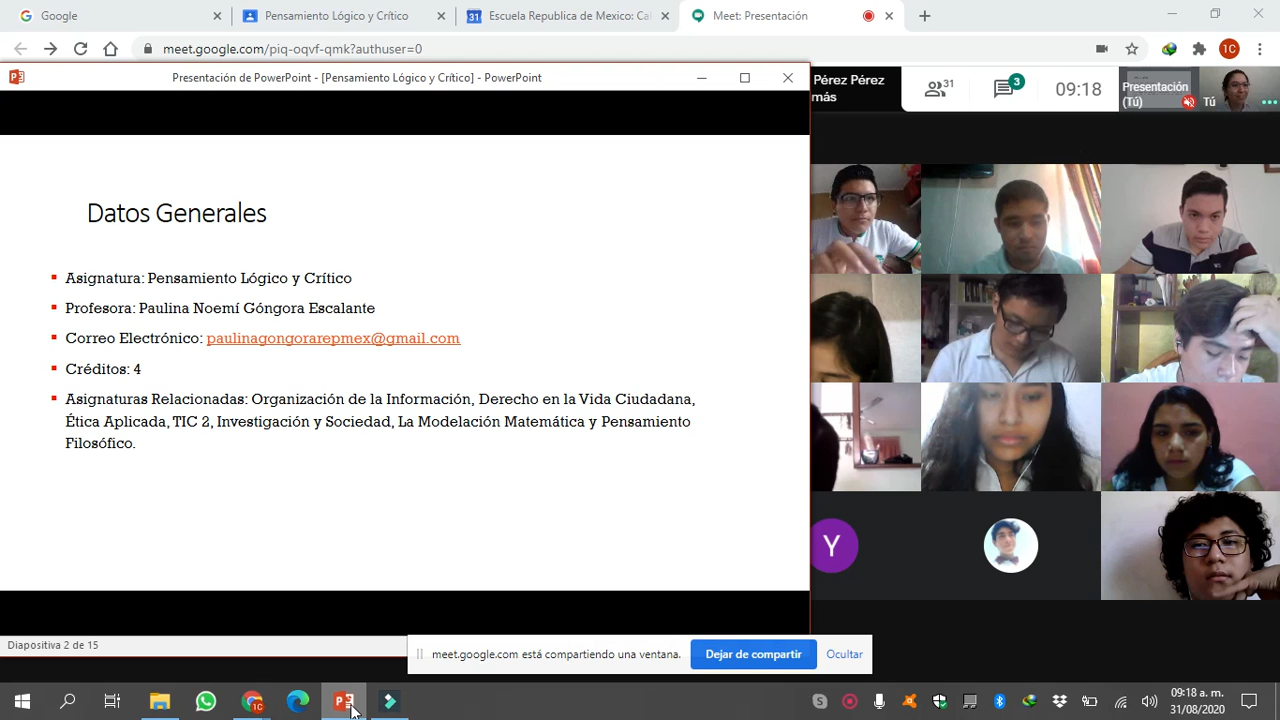 Google
Pensamiento Lógico y Crítico
31
Escuela Republica de Mexico: Cal
Meet: Presentación
meet.google.com/piq-oqvf-qmk?authuser=0
1C
Presentación de PowerPoint - [Pensamiento Lógico y Crítico] - PowerPoint
Pérez Pérez
más
31
3
09:18
Presentación
(Tú)
Tú
Datos Generales
Asignatura: Pensamiento Lógico y Crítico
Profesora: Paulina Noemí Góngora Escalante
Correo Electrónico: paulinagongorarepmex@gmail.com
Créditos: 4
Asignaturas Relacionadas: Organización de la Información, Derecho en la Vida Ciudadana,
Ética Aplicada, TIC 2, Investigación y Sociedad, La Modelación Matemática y Pensamiento
Filosófico.
Y
Diapositiva 2 de 15
meet.google.com está compartiendo una ventana.
Dejar de compartir
Ocultar
09:18 a. m.
31/08/2020